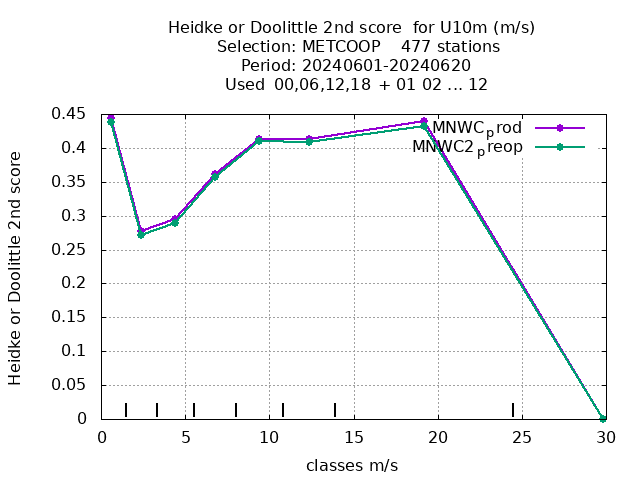 Heidke or Doolittle 2nd score  for U10m (m/s)
Selection: METCOOP    477 stations
Period: 20240601-20240620
Used  00,06,12,18 + 01 02 ... 12
Heidke or Doolittle 2nd score
0.45
0.4
0.35
0.3
0.25
0.2
0.15
0.1
0.05
0
MNWCprod
MNWC2preop
0 5 10 15 20 25 30
classes m/s